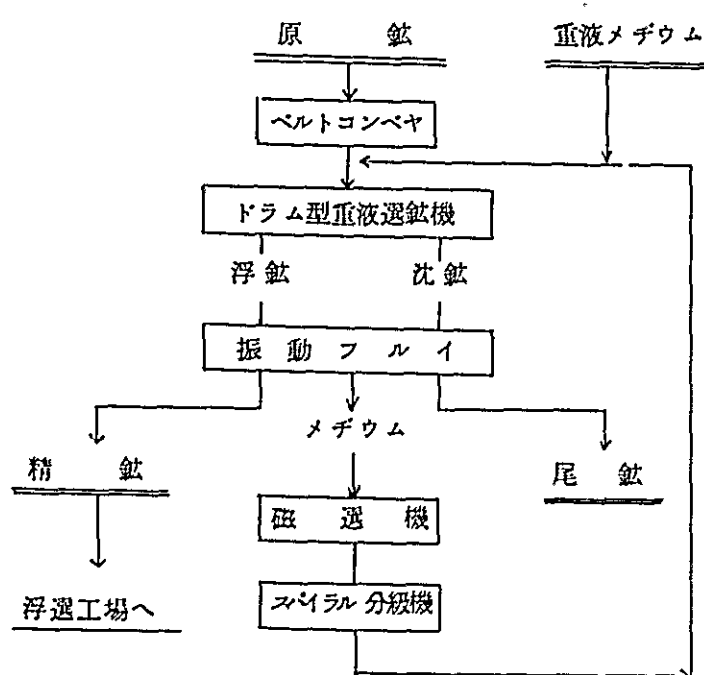 原鉱
重液メヂウム
ベルトコンベヤ
ドラム型重液選鉱機
浮鉱
沈鉱
振動フルイ
メヂウム
精鉱
尾鉱
磁選機
スパイラル分級機
浮選工場へ